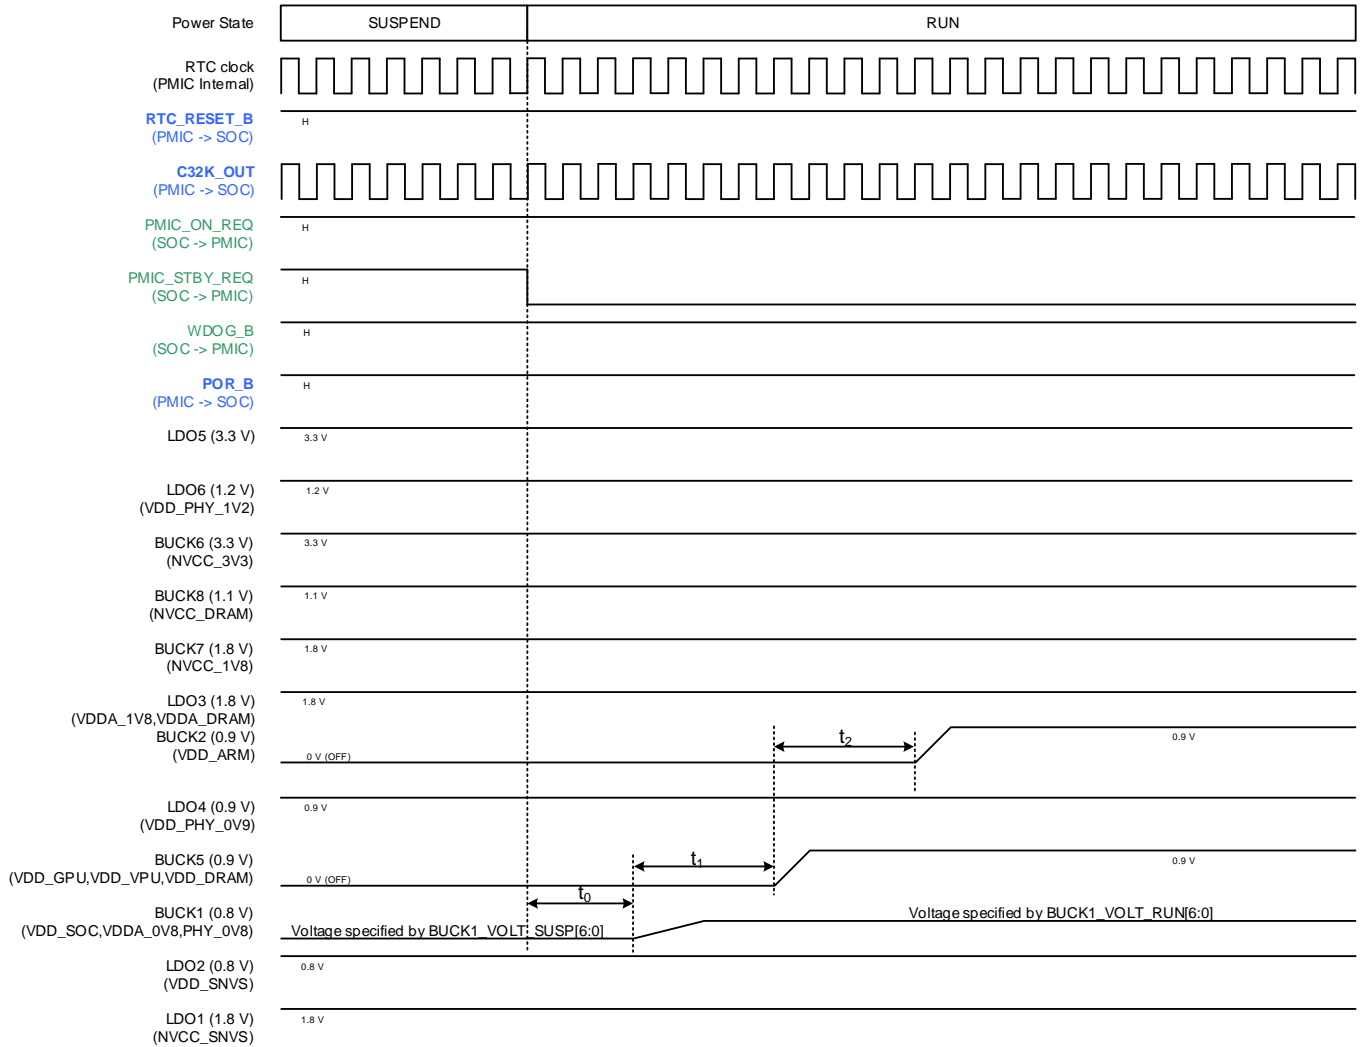 Power State SUSPEND RUN
RTC clock
(PMIC Internal)
RTC_RESET_B H
(PMIC -> SOC)
C32K_OUT
(PMIC -> SOC)
PMIC_ON_REQ H
(SOC -> PMIC)
PMIC_STBY_REQ H
(SOC -> PMIC)
WDOG_B H
(SOC -> PMIC)
POR_B H
(PMIC -> SOC)
LDO5 (3.3 V) 3.3 V
LDO6 (1.2 V) 1.2 V
(VDD_PHY_1V2)
BUCK6 (3.3 V) 3.3 V
(NVCC_3V3)
BUCK8 (1.1 V) 1.1 V
(NVCC_DRAM)
BUCK7 (1.8 V) 1.8 V
(NVCC_1V8)
LDO3 (1.8 V) 1.8 V
(VDDA_1V8,VDDA_DRAM)
BUCK2 (0.9 V) t2 0.9 V
(VDD_ARM) 0 V (OFF)
LDO4 (0.9 V) 0.9 V
(VDD_PHY_0V9)
BUCK5 (0.9 V) t1 0.9 V
(VDD_GPU,VDD_VPU,VDD_DRAM) 0 V (OFF)
t0
BUCK1 (0.8 V) Voltage specified by BUCK1_VOLT_RUN[6:0]
(VDD_SOC,VDDA_0V8,PHY_0V8) Voltage specified by BUCK1_VOLT_SUSP[6:0]
LDO2 (0.8 V) 0.8 V
(VDD_SNVS)
LDO1 (1.8 V) 1.8 V
(NVCC_SNVS)